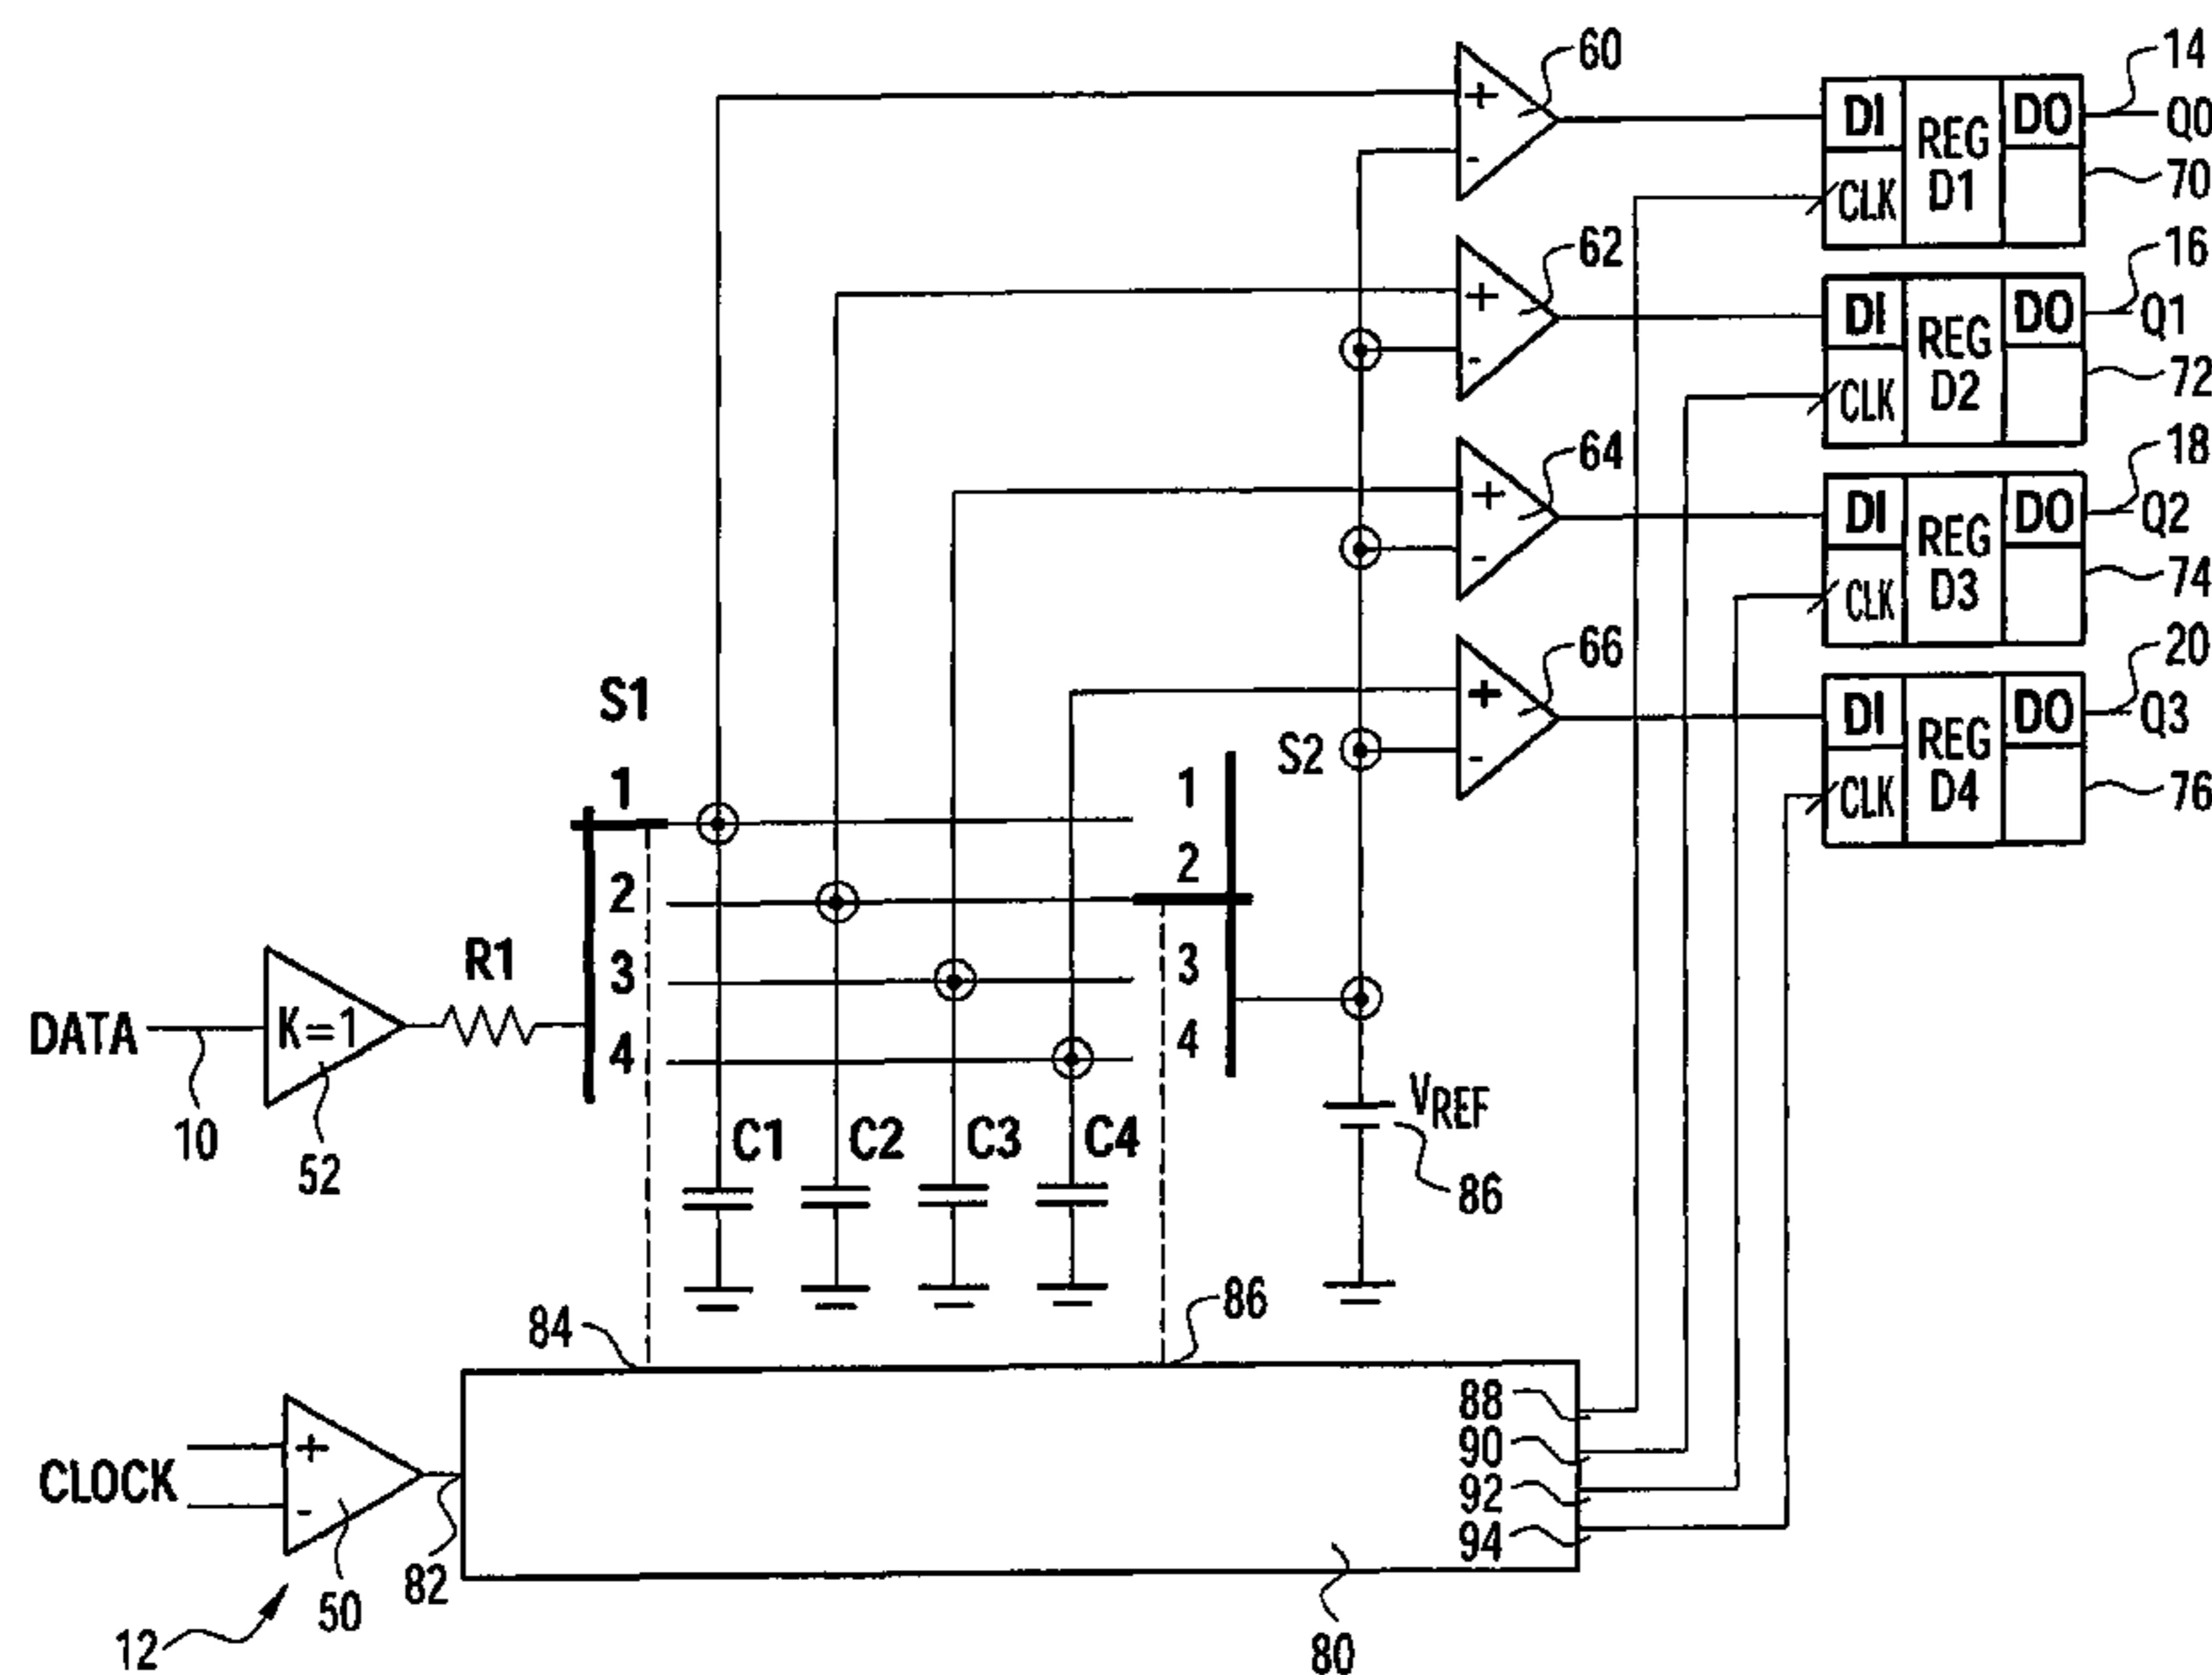 60
14
+
DI
REG
D1
DO
Q0
-
CLK
70
62
16
+
DI
REG
D2
DO
Q1
-
CLK
72
64
18
+
DI
REG
D3
DO
Q2
-
CLK
74
66
20
S1
+
DI
REG
D4
DO
Q3
S2
-
CLK
76
1
1
2
2
3
3
4
4
DATA
K=1
R1
10
52
C1
C2
C3
C4
VREF
86
84
86
CLOCK
+
-
82
50
12
88
90
92
94
80